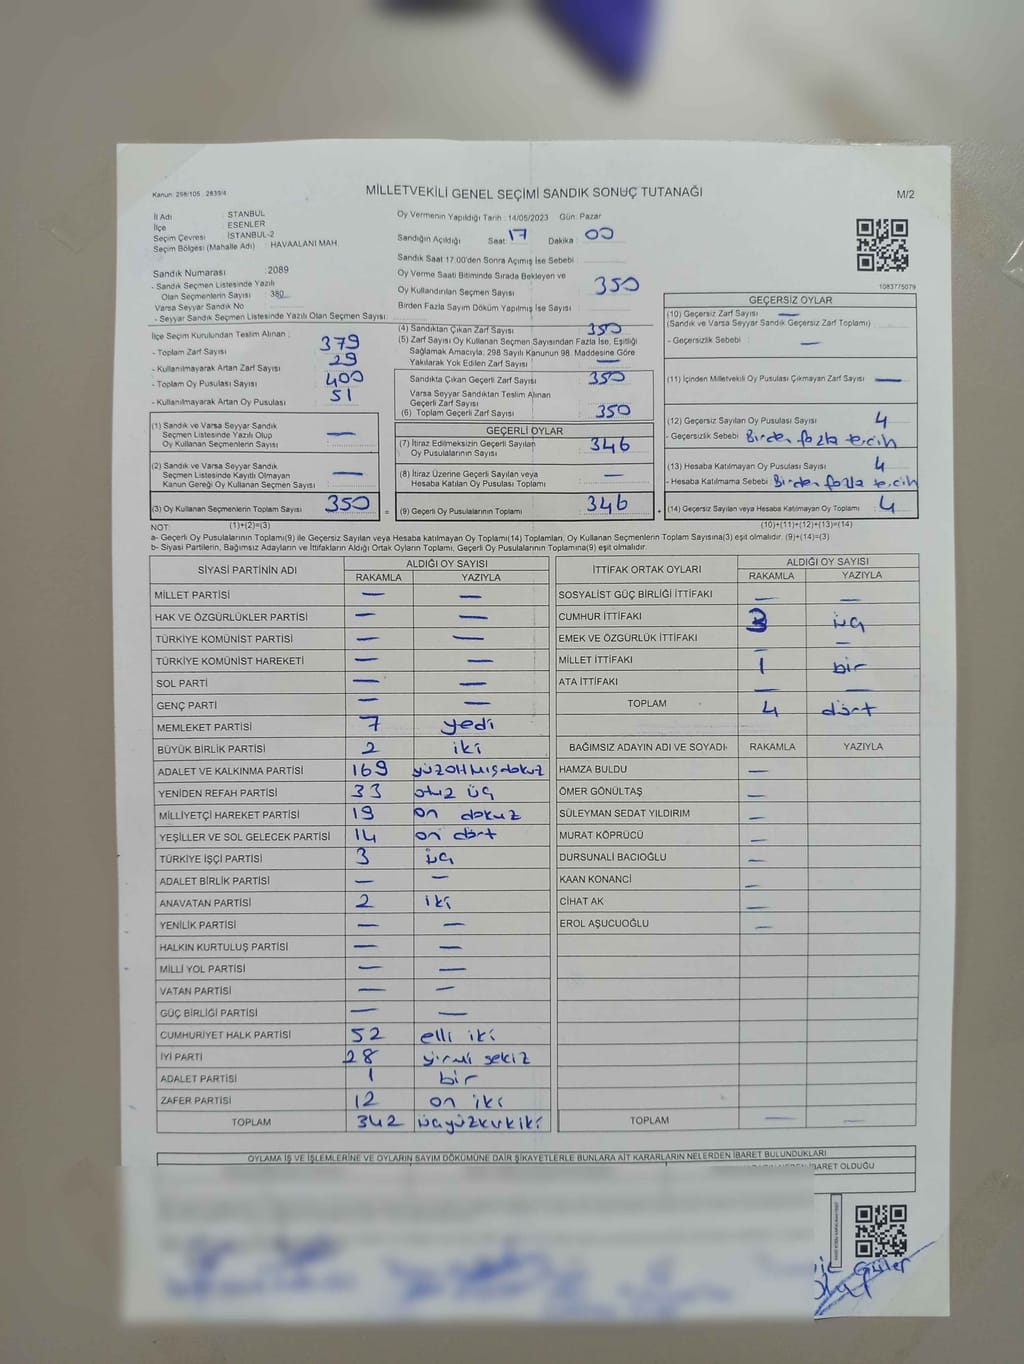 Kanun: 298/105 . 2839/4
MİLLETVEKİLİ GENEL SEÇİMİ SANDIK SONUÇ TUTANAĞI
M/2
İl Adı : STANBUL
İlçe : ESENLER
Seçim Çevresi : İSTANBUL-2
Seçim Bölgesi (Mahalle Adı) : HAVAALANI MAH.
Sandık Numarası : 2089
- Sandık Seçmen Listesinde Yazılı
Olan Seçmenlerin Sayısı : 380
Varsa Seyyar Sandık No
- Seyyar Sandık Seçmen Listesinde Yazılı Olan Seçmen Sayısı:
Oy Vermenin Yapıldığı Tarih : 14/05/2023 Gün: Pazar
Sandığın Açıldığı Saat: 17 Dakika : 00
Sandık Saat 17:00'den Sonra Açımış İse Sebebi :
Oy Verme Saati Bitiminde Sırada Bekleyen ve
Oy Kullandırılan Seçmen Sayısı : 350
Birden Fazla Sayım Döküm Yapılmış İse Sayısı :
1083775079
İlçe Seçim Kurulundan Teslim Alınan ;
- Toplam Zarf Sayısı : 379
- Kullanılmayarak Artan Zarf Sayısı : 29
- Toplam Oy Pusulası Sayısı : 400
- Kullanılmayarak Artan Oy Pusulası : 51
(4) Sandıktan Çıkan Zarf Sayısı : 350
(5) Zarf Sayısı Oy Kullanan Seçmen Sayısından Fazla İse, Eşitliği
Sağlamak Amacıyla; 298 Sayılı Kanunun 98. Maddesine Göre
Yakılarak Yok Edilen Zarf Sayısı : —
Sandıkta Çıkan Geçerli Zarf Sayısı : 350
Varsa Seyyar Sandıktan Teslim Alınan
Geçerli Zarf Sayısı :
(6) Toplam Geçerli Zarf Sayısı : 350
GEÇERSİZ OYLAR
(10) Geçersiz Zarf Sayısı : —
(Sandık ve Varsa Seyyar Sandık Geçersiz Zarf Toplamı)
- Geçersizlik Sebebi : —
(11) İçinden Milletvekili Oy Pusulası Çıkmayan Zarf Sayısı : —
(12) Geçersiz Sayılan Oy Pusulası Sayısı : 4
- Geçersizlik Sebebi : Birden fazla tercih
(13) Hesaba Katılmayan Oy Pusulası Sayısı : 4
- Hesaba Katılmama Sebebi : Birden fazla tercih
(14) Geçersiz Sayılan veya Hesaba Katılmayan Oy Toplamı : 4
(1) Sandık ve Varsa Seyyar Sandık
Seçmen Listesinde Yazılı Olup
Oy Kullanan Seçmenlerin Sayısı : —
(2) Sandık ve Varsa Seyyar Sandık
Seçmen Listesinde Kayıtlı Olmayan
Kanun Gereği Oy Kullanan Seçmen Sayısı : —
(3) Oy Kullanan Seçmenlerin Toplam Sayısı : 350
GEÇERLİ OYLAR
(7) İtiraz Edilmeksizin Geçerli Sayılan
Oy Pusulalarının Sayısı : 346
(8) İtiraz Üzerine Geçerli Sayılan veya
Hesaba Katılan Oy Pusulası Toplamı : —
= (9) Geçerli Oy Pusulalarının Toplamı : 346 +
NOT: (1)+(2)=(3) (10)+(11)+(12)+(13)=(14)
a- Geçerli Oy Pusulalarının Toplamı(9) ile Geçersiz Sayılan veya Hesaba katılmayan Oy Toplamı(14) Toplamları, Oy Kullanan Seçmenlerin Toplam Sayısına(3) eşit olmalıdır. (9)+(14)=(3)
b- Siyasi Partilerin, Bağımsız Adayların ve İttifakların Aldığı Ortak Oyların Toplamı, Geçerli Oy Pusulalarının Toplamına(9) eşit olmalıdır.
SİYASİ PARTİNİN ADI ALDIĞI OY SAYISI
RAKAMLA YAZIYLA
MİLLET PARTİSİ — —
HAK VE ÖZGÜRLÜKLER PARTİSİ — —
TÜRKİYE KOMÜNİST PARTİSİ — —
TÜRKİYE KOMÜNİST HAREKETİ — —
SOL PARTİ — —
GENÇ PARTİ — —
MEMLEKET PARTİSİ 7 yedi
BÜYÜK BİRLİK PARTİSİ 2 iki
ADALET VE KALKINMA PARTİSİ 169 yüzaltmışdokuz
YENİDEN REFAH PARTİSİ 33 otuz üç
MİLLİYETÇİ HAREKET PARTİSİ 19 on dokuz
YEŞİLLER VE SOL GELECEK PARTİSİ 14 on dört
TÜRKİYE İŞÇİ PARTİSİ 3 üç
ADALET BİRLİK PARTİSİ — —
ANAVATAN PARTİSİ 2 iki
YENİLİK PARTİSİ — —
HALKIN KURTULUŞ PARTİSİ — —
MİLLİ YOL PARTİSİ — —
VATAN PARTİSİ — —
GÜÇ BİRLİĞİ PARTİSİ — —
CUMHURİYET HALK PARTİSİ 52 elli iki
İYİ PARTİ 28 yirmi sekiz
ADALET PARTİSİ 1 bir
ZAFER PARTİSİ 12 on iki
TOPLAM 342 üçyüzkırkiki
İTTİFAK ORTAK OYLARI ALDIĞI OY SAYISI
RAKAMLA YAZIYLA
SOSYALİST GÜÇ BİRLİĞİ İTTİFAKI — —
CUMHUR İTTİFAKI 3 üç
EMEK VE ÖZGÜRLÜK İTTİFAKI — —
MİLLET İTTİFAKI 1 bir
ATA İTTİFAKI — —
TOPLAM 4 dört
BAĞIMSIZ ADAYIN ADI VE SOYADI RAKAMLA YAZIYLA
HAMZA BULDU —
ÖMER GÖNÜLTAŞ —
SÜLEYMAN SEDAT YILDIRIM —
MURAT KÖPRÜCÜ —
DURSUNALİ BACIOĞLU —
KAAN KONANCİ —
CİHAT AK —
EROL AŞUCUOĞLU —
TOPLAM — —
OYLAMA İŞ VE İŞLEMLERİNE VE OYLARIN SAYIM DÖKÜMÜNE DAİR ŞİKAYETLERLE BUNLARA AİT KARARLARIN NELERDEN İBARET BULUNDUKLARI
İBARET OLDUĞU
Güler